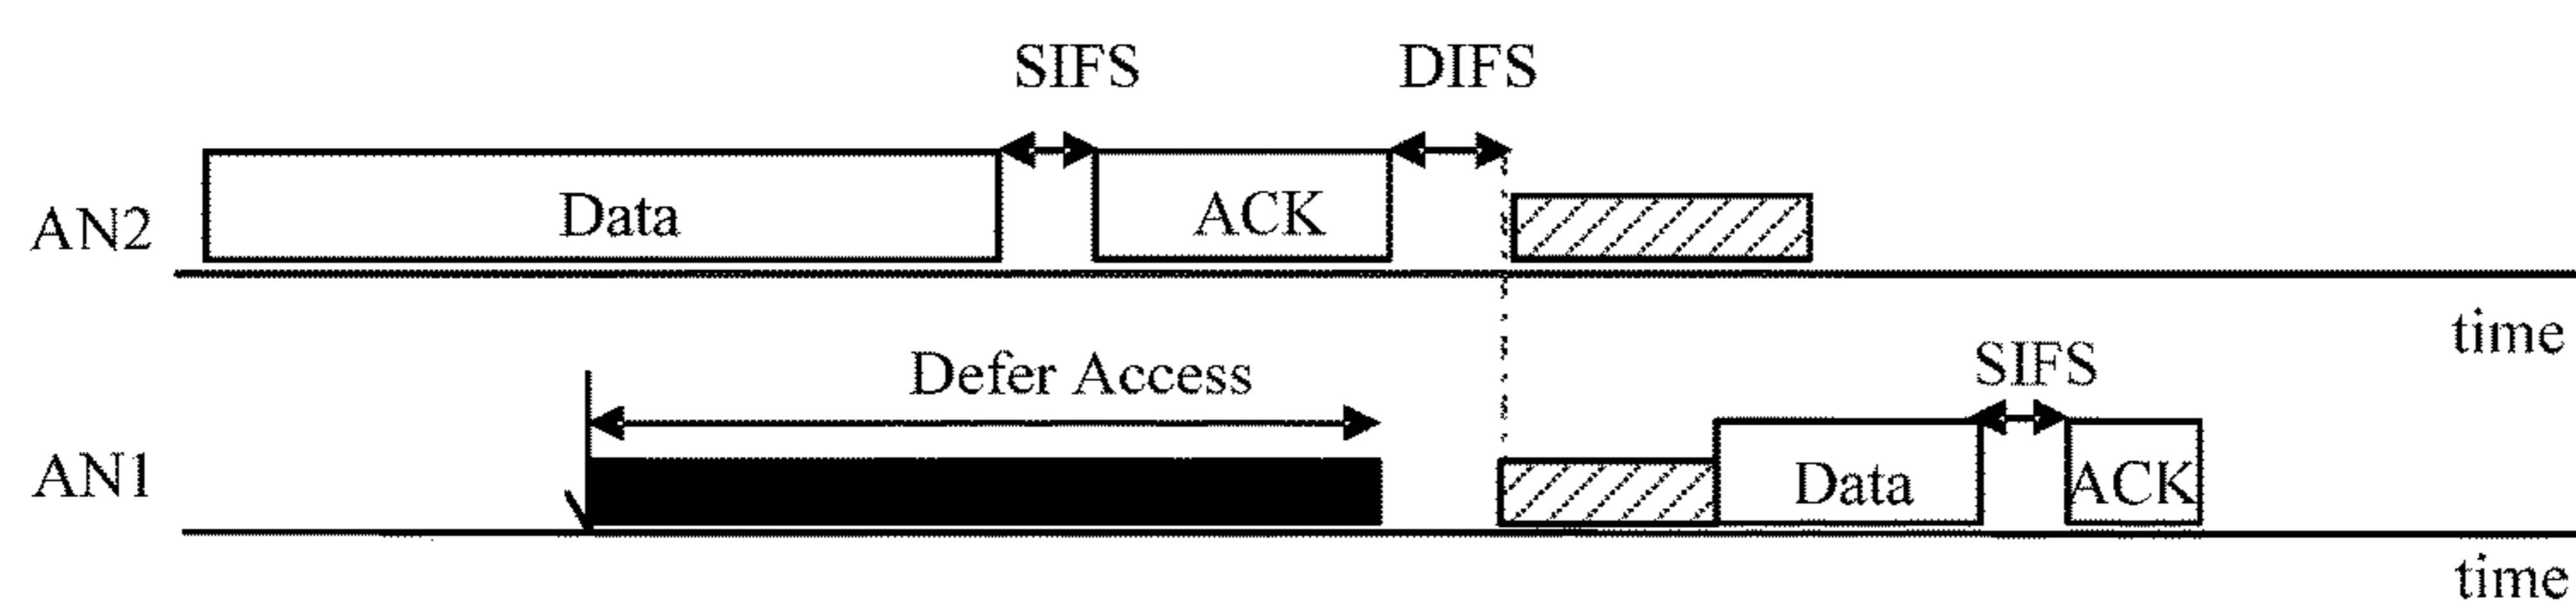 SIFS DIFS
AN2 Data ACK
time
Defer Access SIFS
AN1 Data ACK
time